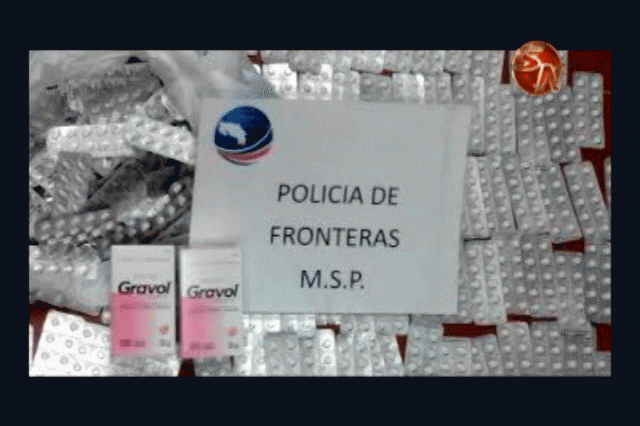 POLICIA DE
FRONTERAS
M.S.P.
Gravol
Gravol